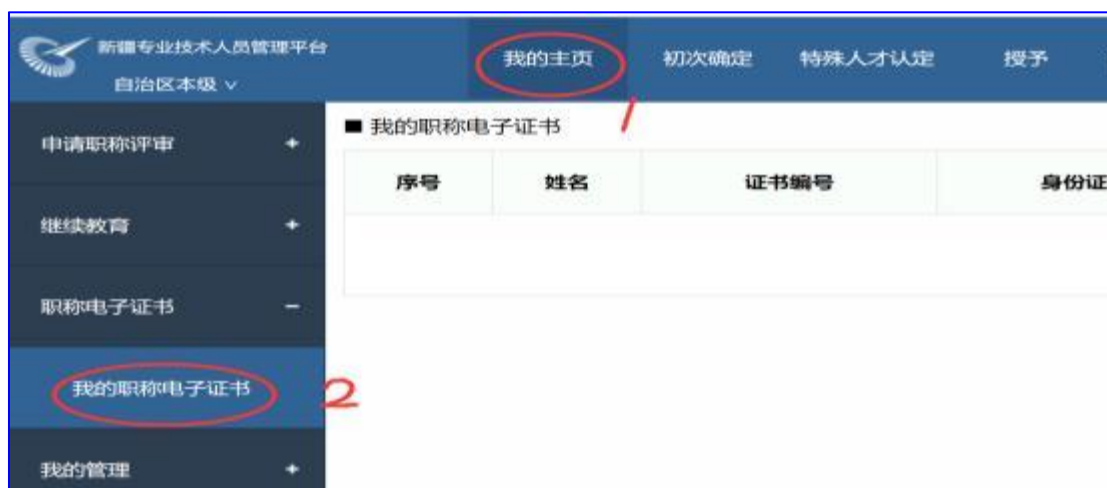 新疆专业技术人员管理平台
自治区本级
我的主页 初次确定 特殊人才认定 授予
申请职称评审 +
继续教育 +
职称电子证书 −
我的职称电子证书
我的管理 +
■ 我的职称电子证书
序号 姓名 证书编号 身份证
1
2